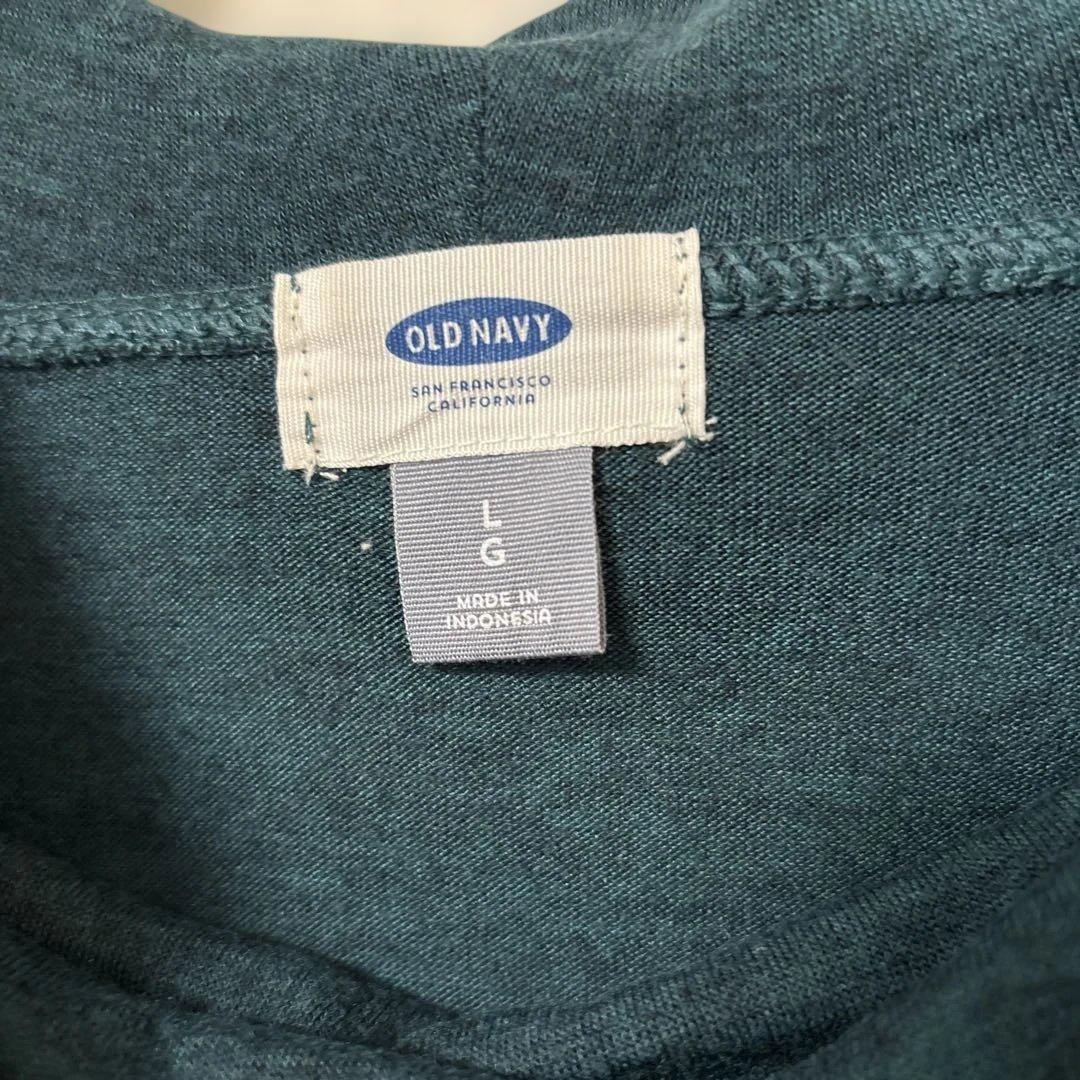 OLD NAVY
SAN FRANCISCO
CALIFORNIA
L
G
MADE IN
INDONESIA